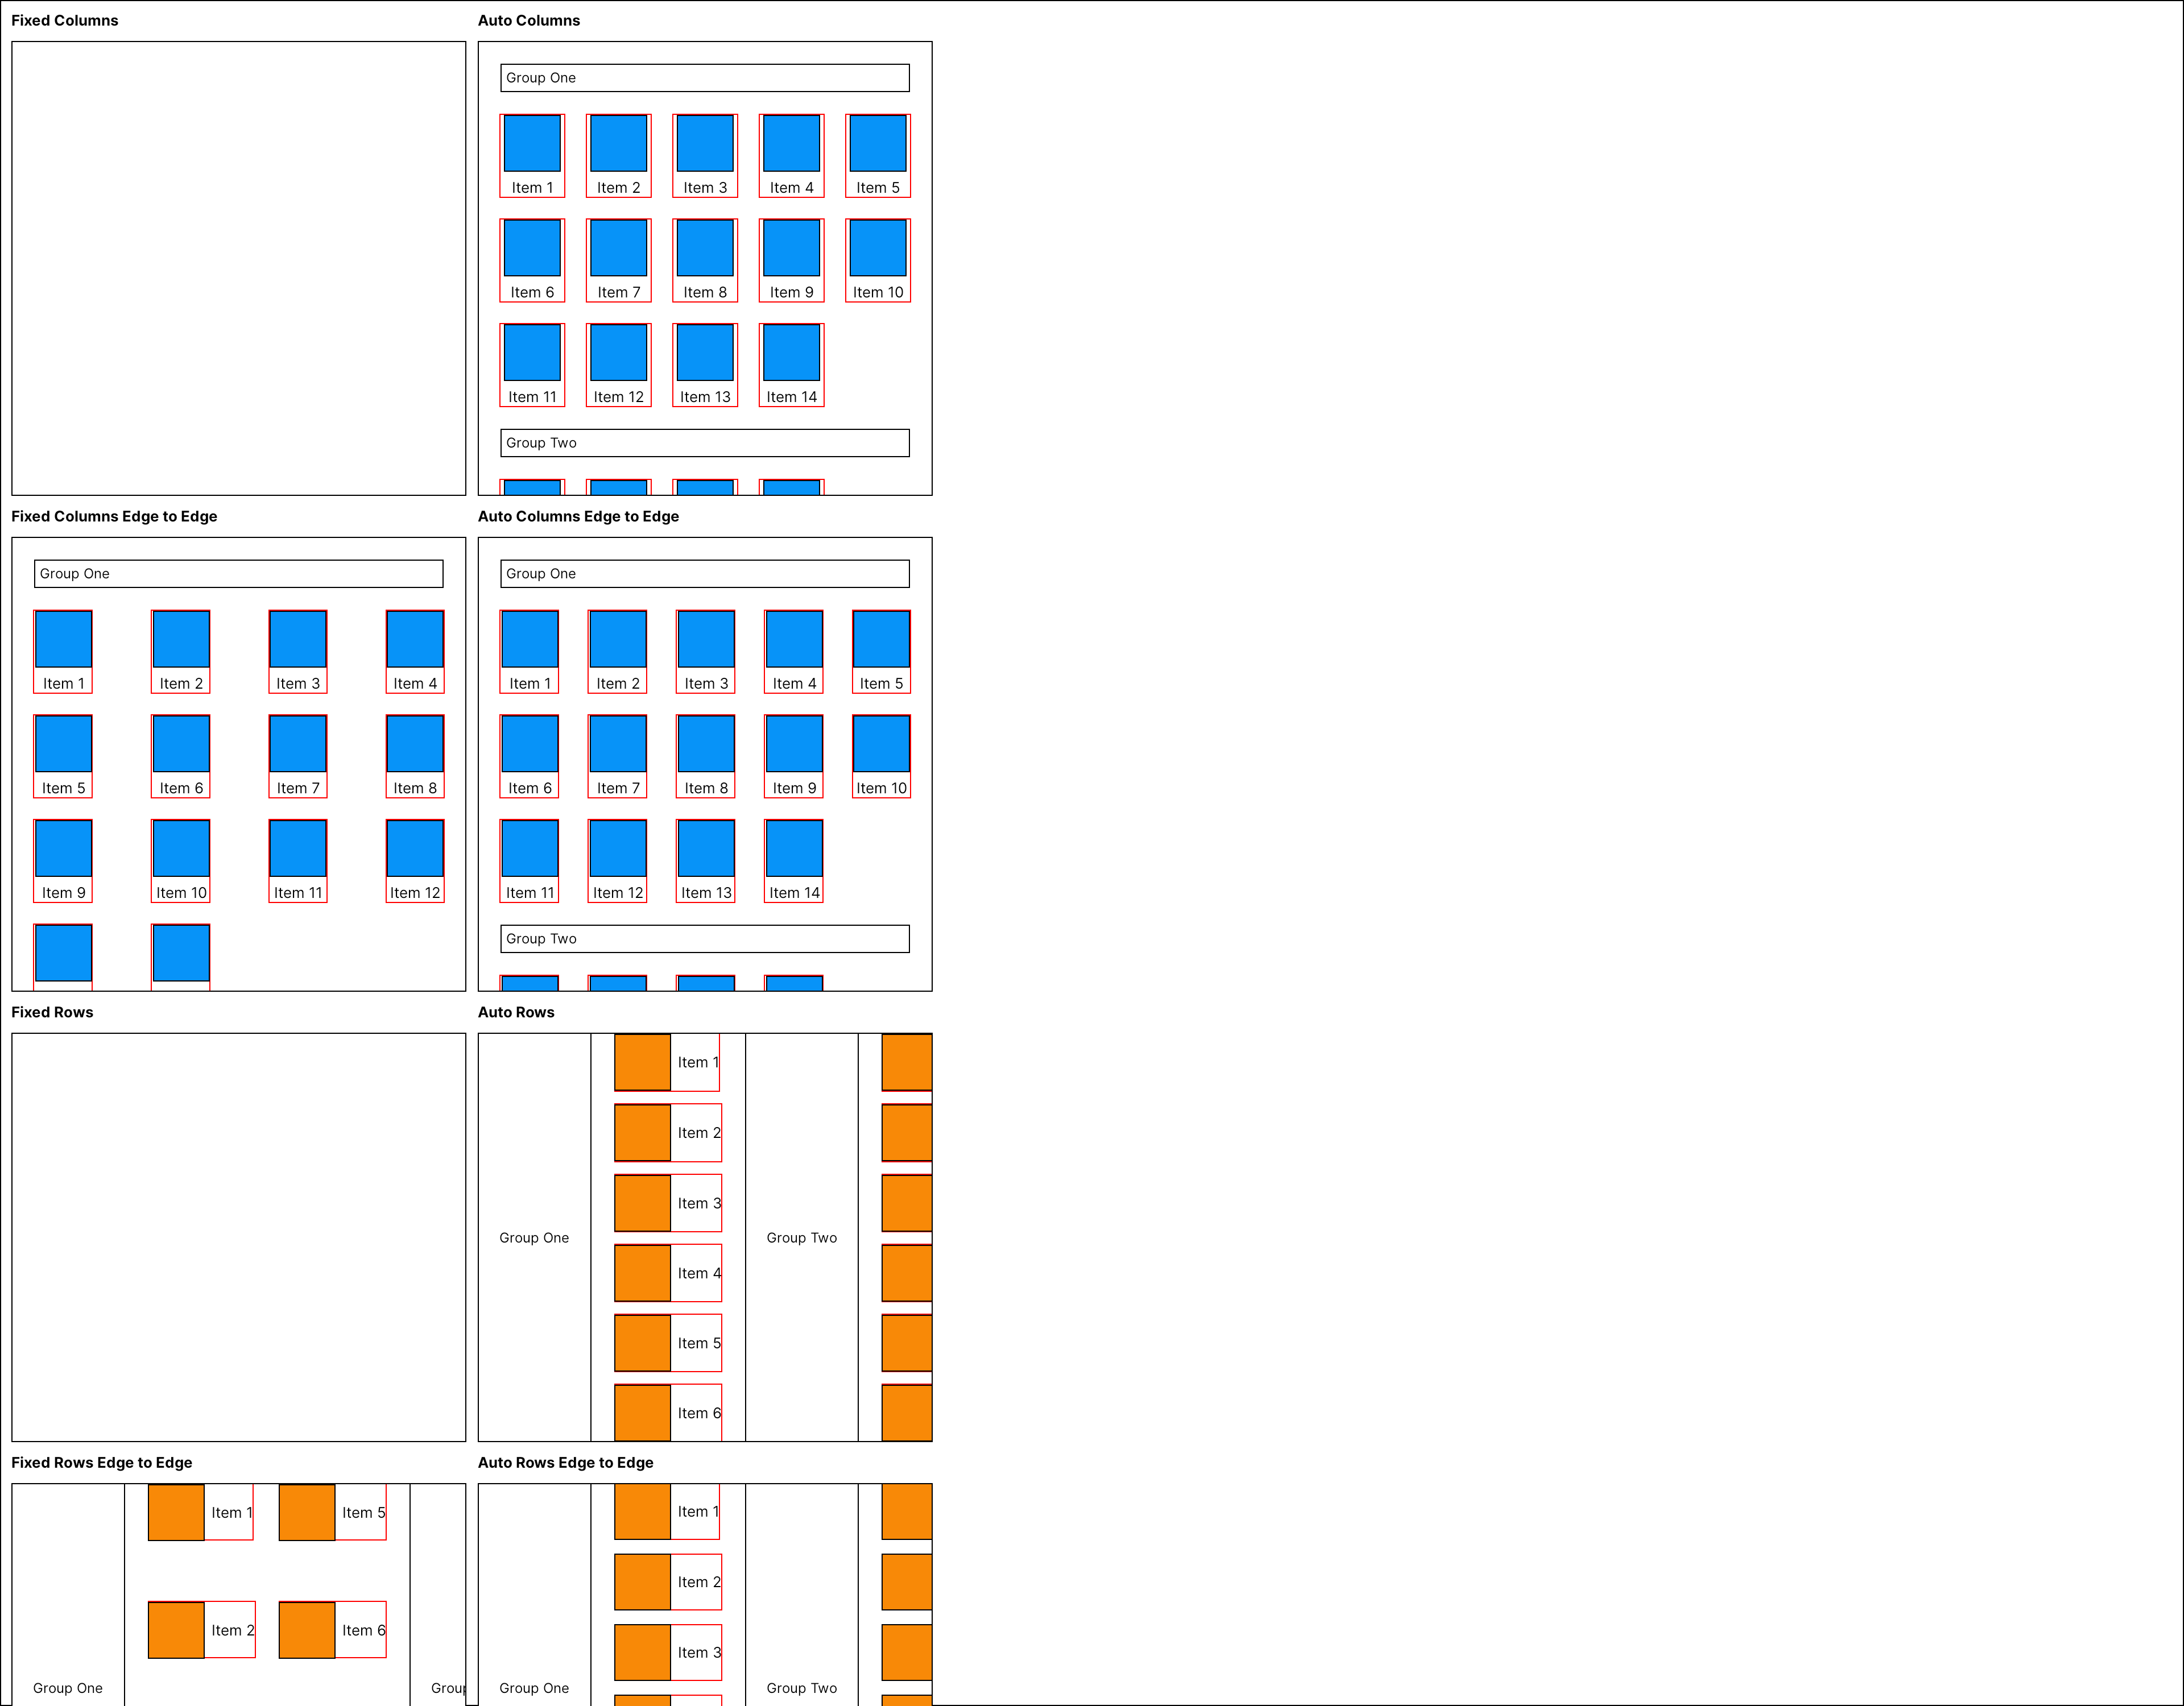 Fixed Columns
Auto Columns
Group One
Item 1 Item 2 Item 3 Item 4 Item 5
Item 6 Item 7 Item 8 Item 9 Item 10
Item 11 Item 12 Item 13 Item 14
Group Two
Fixed Columns Edge to Edge
Group One
Item 1 Item 2 Item 3 Item 4
Item 5 Item 6 Item 7 Item 8
Item 9 Item 10 Item 11 Item 12
Auto Columns Edge to Edge
Group One
Item 1 Item 2 Item 3 Item 4 Item 5
Item 6 Item 7 Item 8 Item 9 Item 10
Item 11 Item 12 Item 13 Item 14
Group Two
Fixed Rows
Auto Rows
Group One
Item 1
Item 2
Item 3
Item 4
Item 5
Item 6
Group Two
Fixed Rows Edge to Edge
Group One
Item 1 Item 5
Item 2 Item 6
Auto Rows Edge to Edge
Group One
Item 1
Item 2
Item 3
Group Two